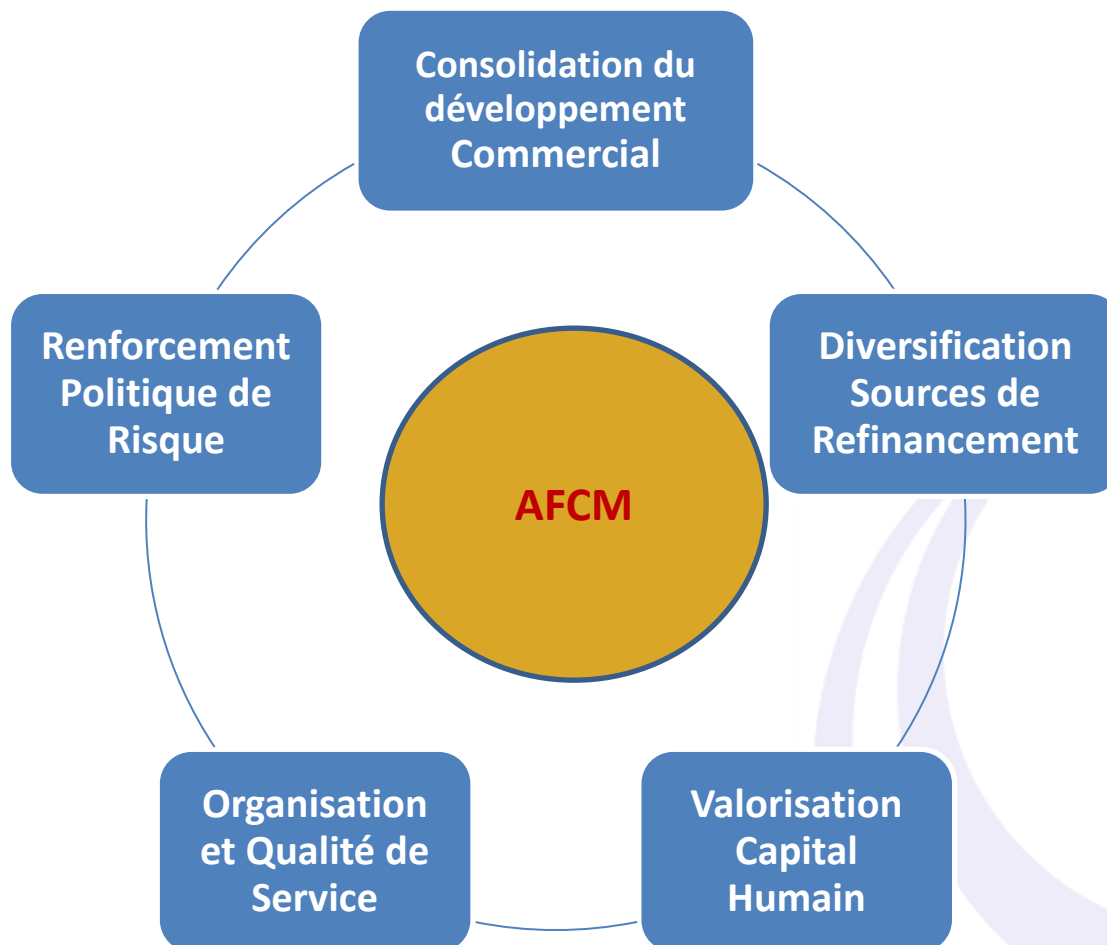 Consolidation du
développement
Commercial
Renforcement
Politique de
Risque
Diversification
Sources de
Refinancement
AFCM
Organisation
et Qualité de
Service
Valorisation
Capital
Humain